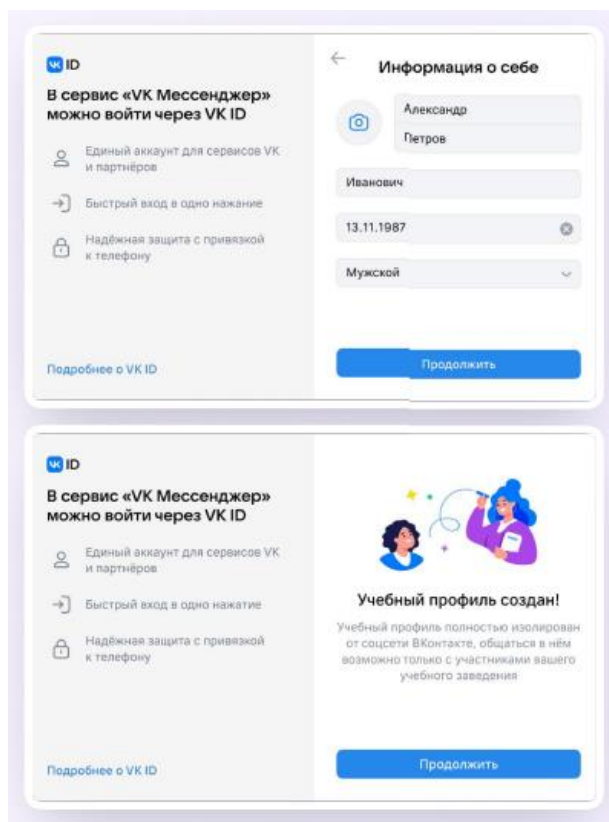 VK ID
В сервис «VK Мессенджер»
можно войти через VK ID
Единый аккаунт для сервисов VK
и партнёров
Быстрый вход в одно нажание
Надёжная защита с привязкой
к телефону
Подробнее о VK ID
Информация о себе
Александр
Петров
Иванович
13.11.1987
Мужской
Продолжить
VK ID
В сервис «VK Мессенджер»
можно войти через VK ID
Единый аккаунт для сервисов VK
и партнёров
Быстрый вход в одно нажатие
Надёжная защита с привязкой
к телефону
Подробнее о VK ID
Учебный профиль создан!
Учебный профиль полностью изолирован
от соцсети ВКонтакте, общаться в нём
возможно только с участниками вашего
учебного заведения
Продолжить